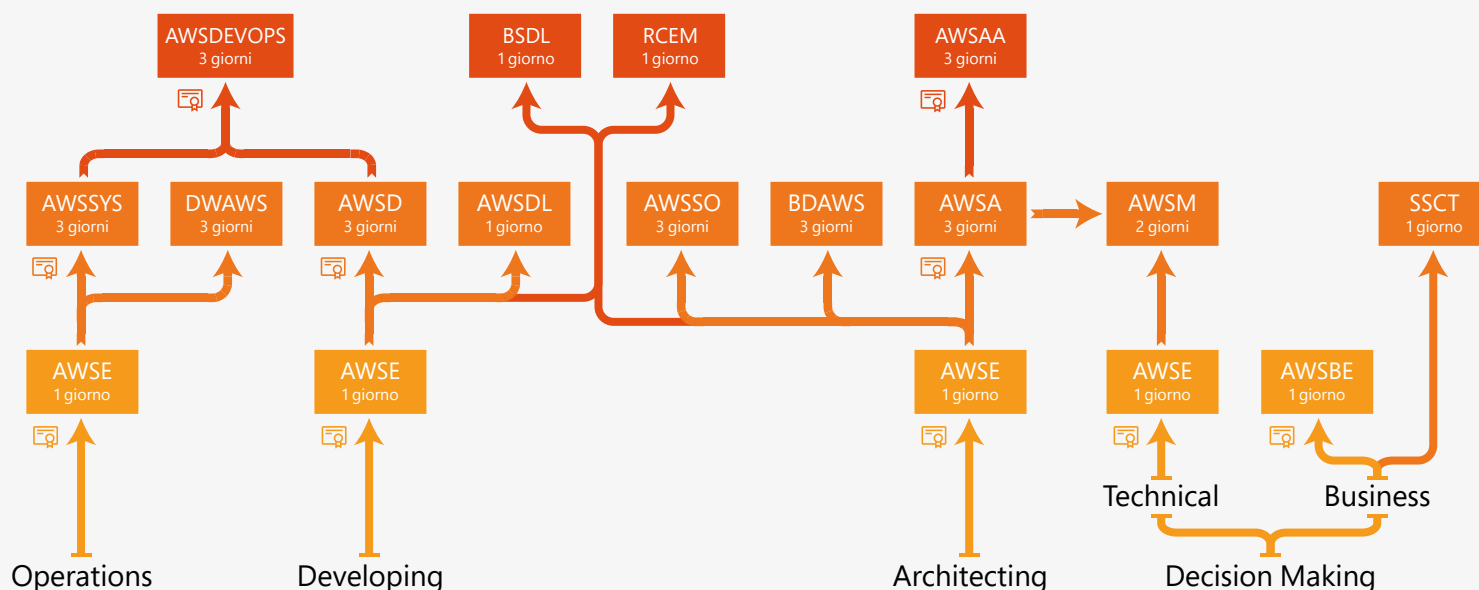 AWSDEVOPS
3 giorni
BSDL
1 giorno
RCEM
1 giorno
AWSAA
3 giorni
AWSSYS
3 giorni
DWAWS
3 giorni
AWSD
3 giorni
AWSDL
1 giorno
AWSSO
3 giorni
BDAWS
3 giorni
AWSA
3 giorni
AWSM
2 giorni
SSCT
1 giorno
AWSE
1 giorno
AWSE
1 giorno
AWSE
1 giorno
AWSE
1 giorno
AWSBE
1 giorno
Technical
Business
Operations
Developing
Architecting
Decision Making